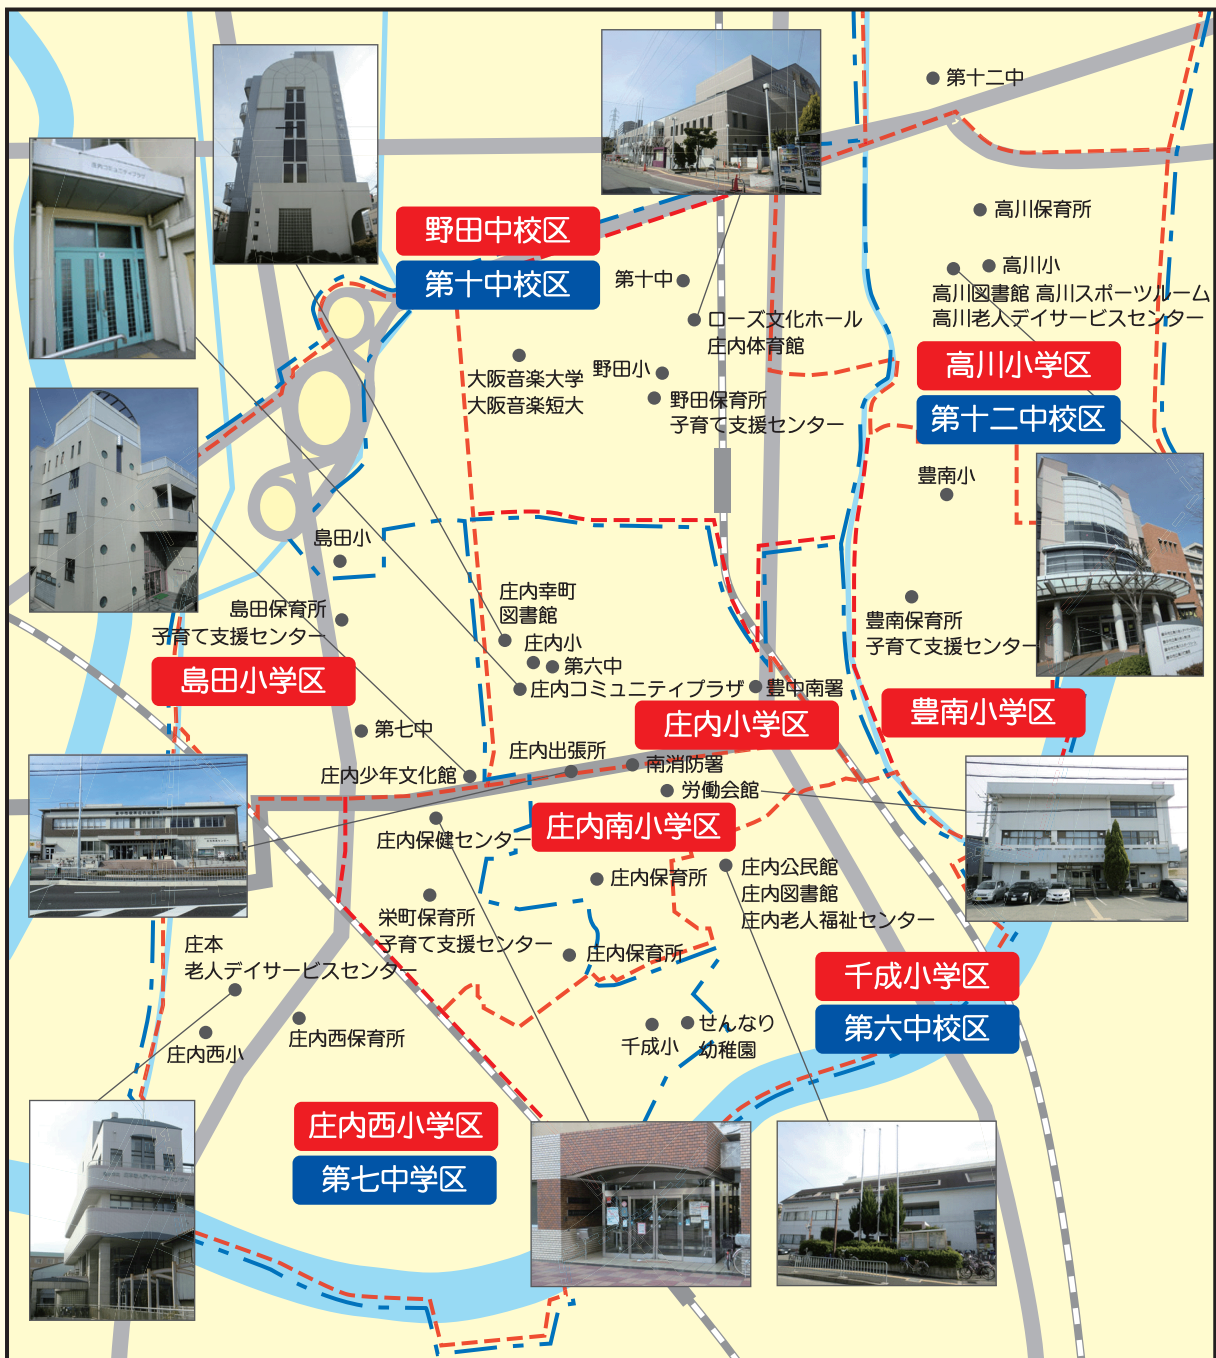 第十二中
高川保育所
野田中校区
第十中校区
第十中
高川小
高川図書館 高川スポーツルーム
高川老人デイサービスセンター
ローズ文化ホール
庄内体育館
高川小学区
第十二中校区
大阪音楽大学
大阪音楽短大
野田小
野田保育所
子育て支援センター
豊南小
島田小
庄内幸町
図書館
島田保育所
子育て支援センター
庄内小
第六中
豊南保育所
子育て支援センター
島田小学区
庄内コミュニティプラザ
豊中南署
庄内小学区
豊南小学区
第七中
庄内出張所
南消防署
庄内少年文化館
労働会館
庄内南小学区
庄内保健センター
庄内保育所
庄内公民館
庄内図書館
庄内老人福祉センター
栄町保育所
子育て支援センター
庄内保育所
庄本
老人デイサービスセンター
千成小学区
第六中校区
庄内西小
庄内西保育所
千成小
せんなり
幼稚園
庄内西小学区
第七中学区